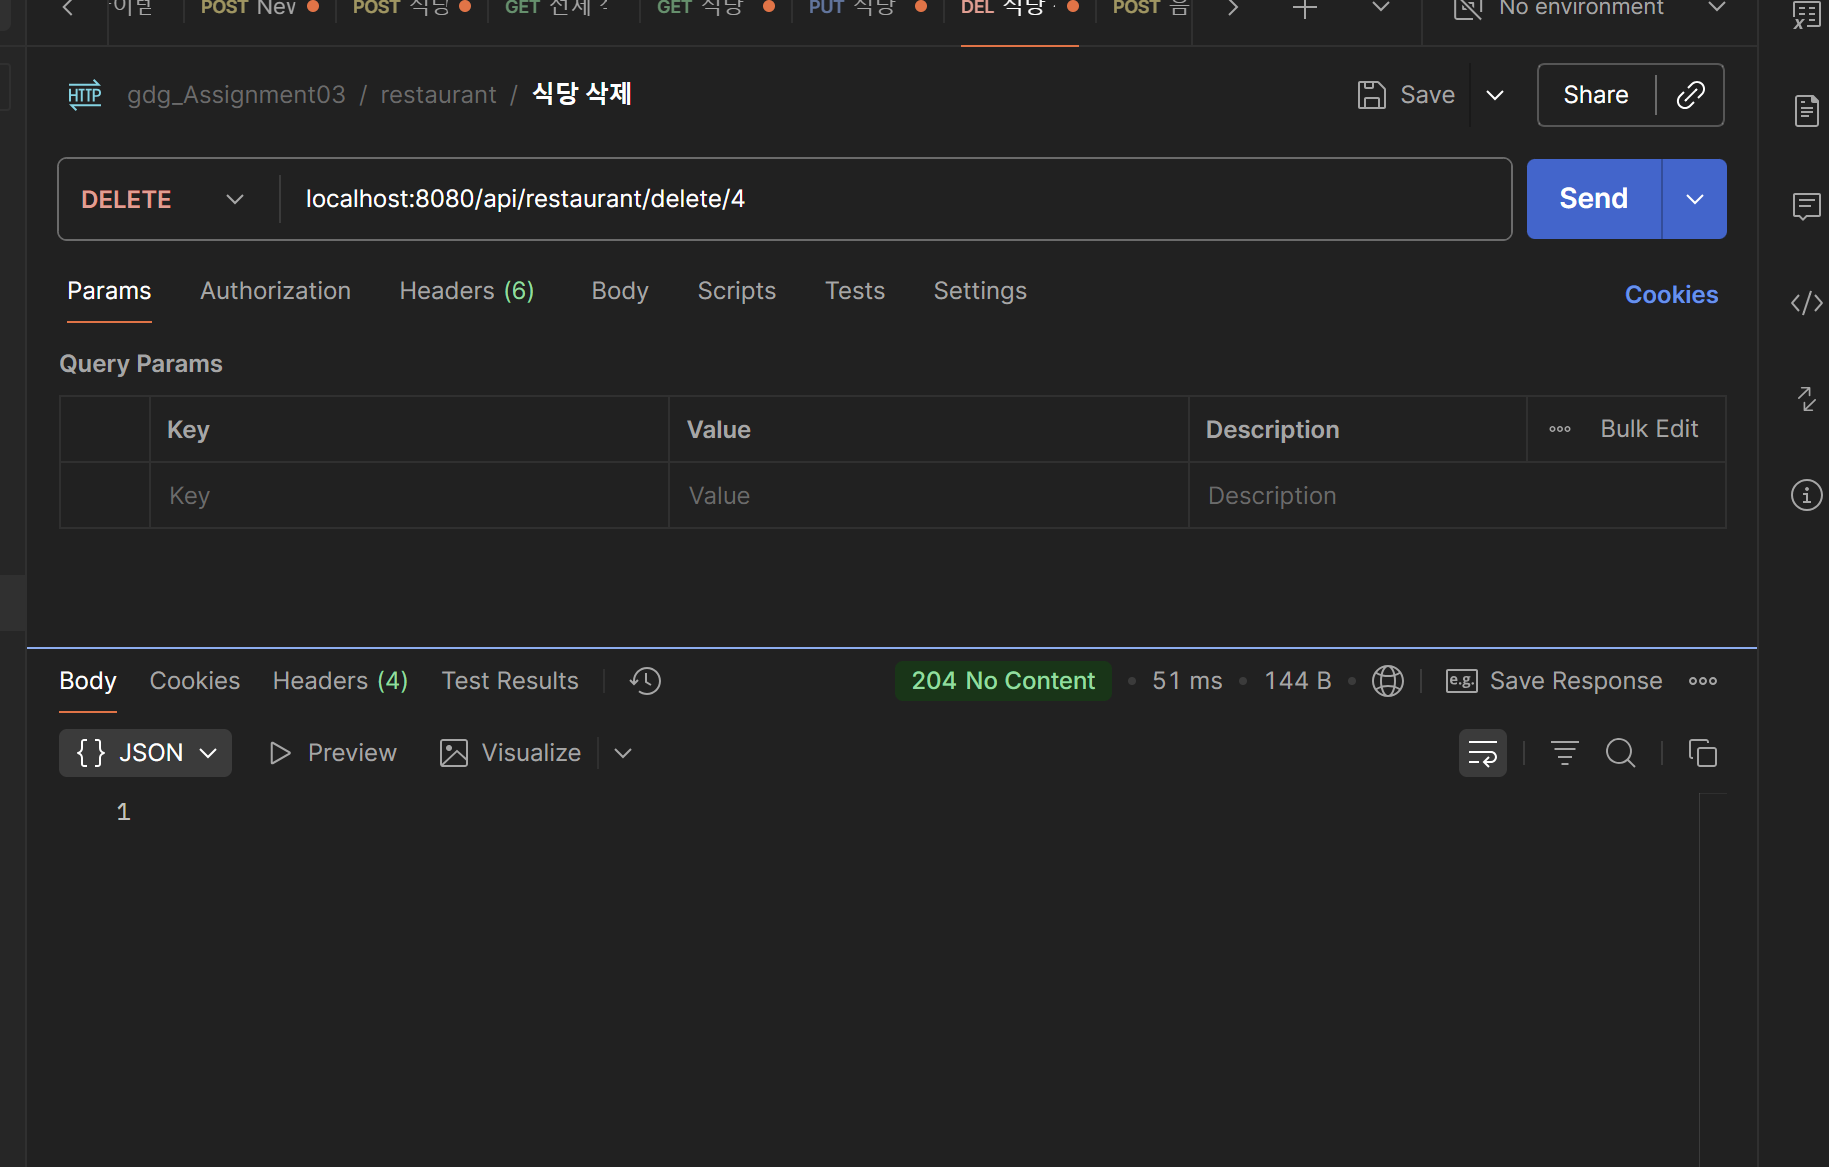 POST New POST 식당 GET 전체 GET 식당 PUT 식당 DEL 식당 POST 음 No environment
HTTP gdg_Assignment03 / restaurant / 식당 삭제 Save Share
DELETE localhost:8080/api/restaurant/delete/4 Send
Params Authorization Headers (6) Body Scripts Tests Settings Cookies
Query Params
Key Value Description Bulk Edit
Key Value Description
Body Cookies Headers (4) Test Results 204 No Content 51 ms 144 B e.g. Save Response
{} JSON Preview Visualize
1